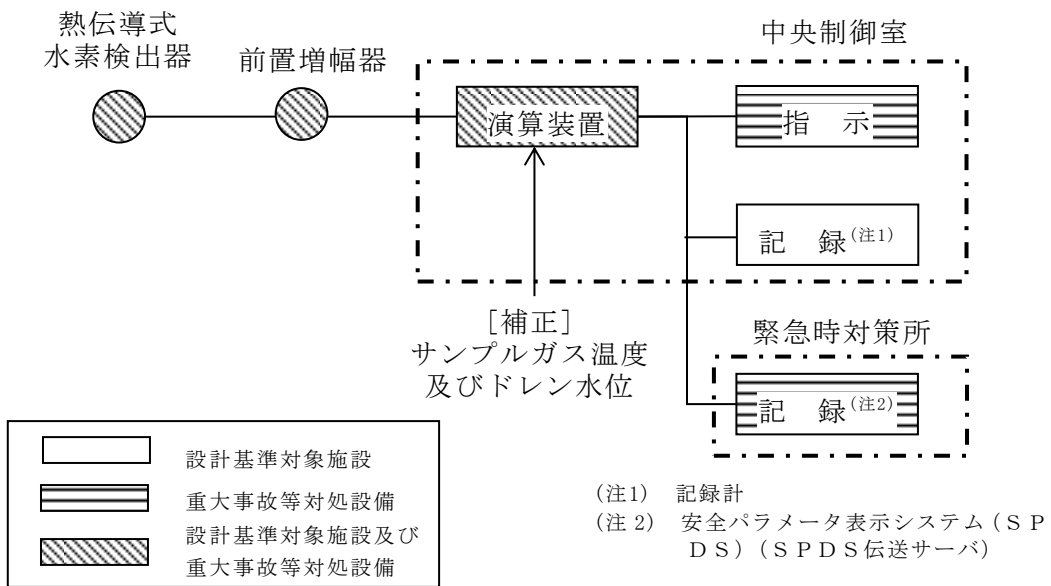 熱伝導式
水素検出器
前置増幅器
中央制御室
演算装置
指　示
記　録(注1)
[補正]
サンプルガス温度
及びドレン水位
緊急時対策所
記　録(注2)
設計基準対象施設
重大事故等対処設備
設計基準対象施設及び
重大事故等対処設備
(注1)　記録計
(注 2)　安全パラメータ表示システム(ＳＰ
ＤＳ)(ＳＰＤＳ伝送サーバ)